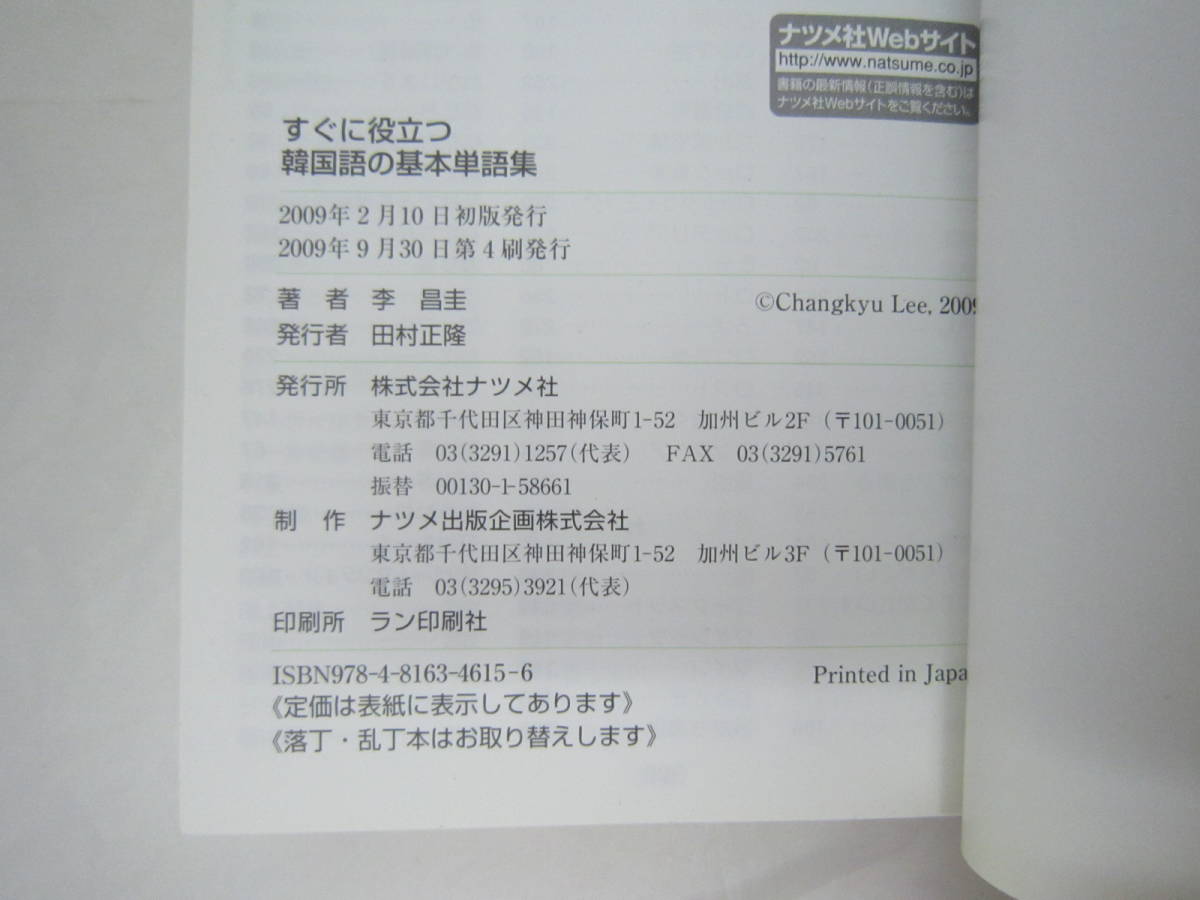 ナツメ社Webサイト
http://www.natsume.co.jp
書籍の最新情報(正誤情報を含む)は
ナツメ社Webサイトをご覧ください。
すぐに役立つ
韓国語の基本単語集
2009年2月10日初版発行
2009年9月30日第4刷発行
著 者 李 昌圭 ©Changkyu Lee, 2009
発行者 田村正隆
発行所 株式会社ナツメ社
東京都千代田区神田神保町1-52 加州ビル2F(〒101-0051)
電話 03(3291)1257(代表) FAX 03(3291)5761
振替 00130-1-58661
制 作 ナツメ出版企画株式会社
東京都千代田区神田神保町1-52 加州ビル3F(〒101-0051)
電話 03(3295)3921(代表)
印刷所 ラン印刷社
ISBN978-4-8163-4615-6 Printed in Japa
《定価は表紙に表示してあります》
《落丁・乱丁本はお取り替えします》